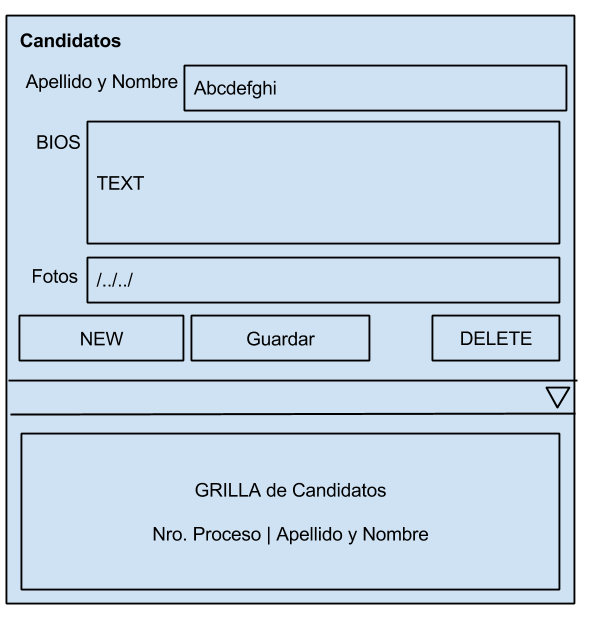 Candidatos
Apellido y Nombre Abcdefghi
BIOS
TEXT
Fotos /../../
NEW Guardar DELETE
GRILLA de Candidatos
Nro. Proceso | Apellido y Nombre